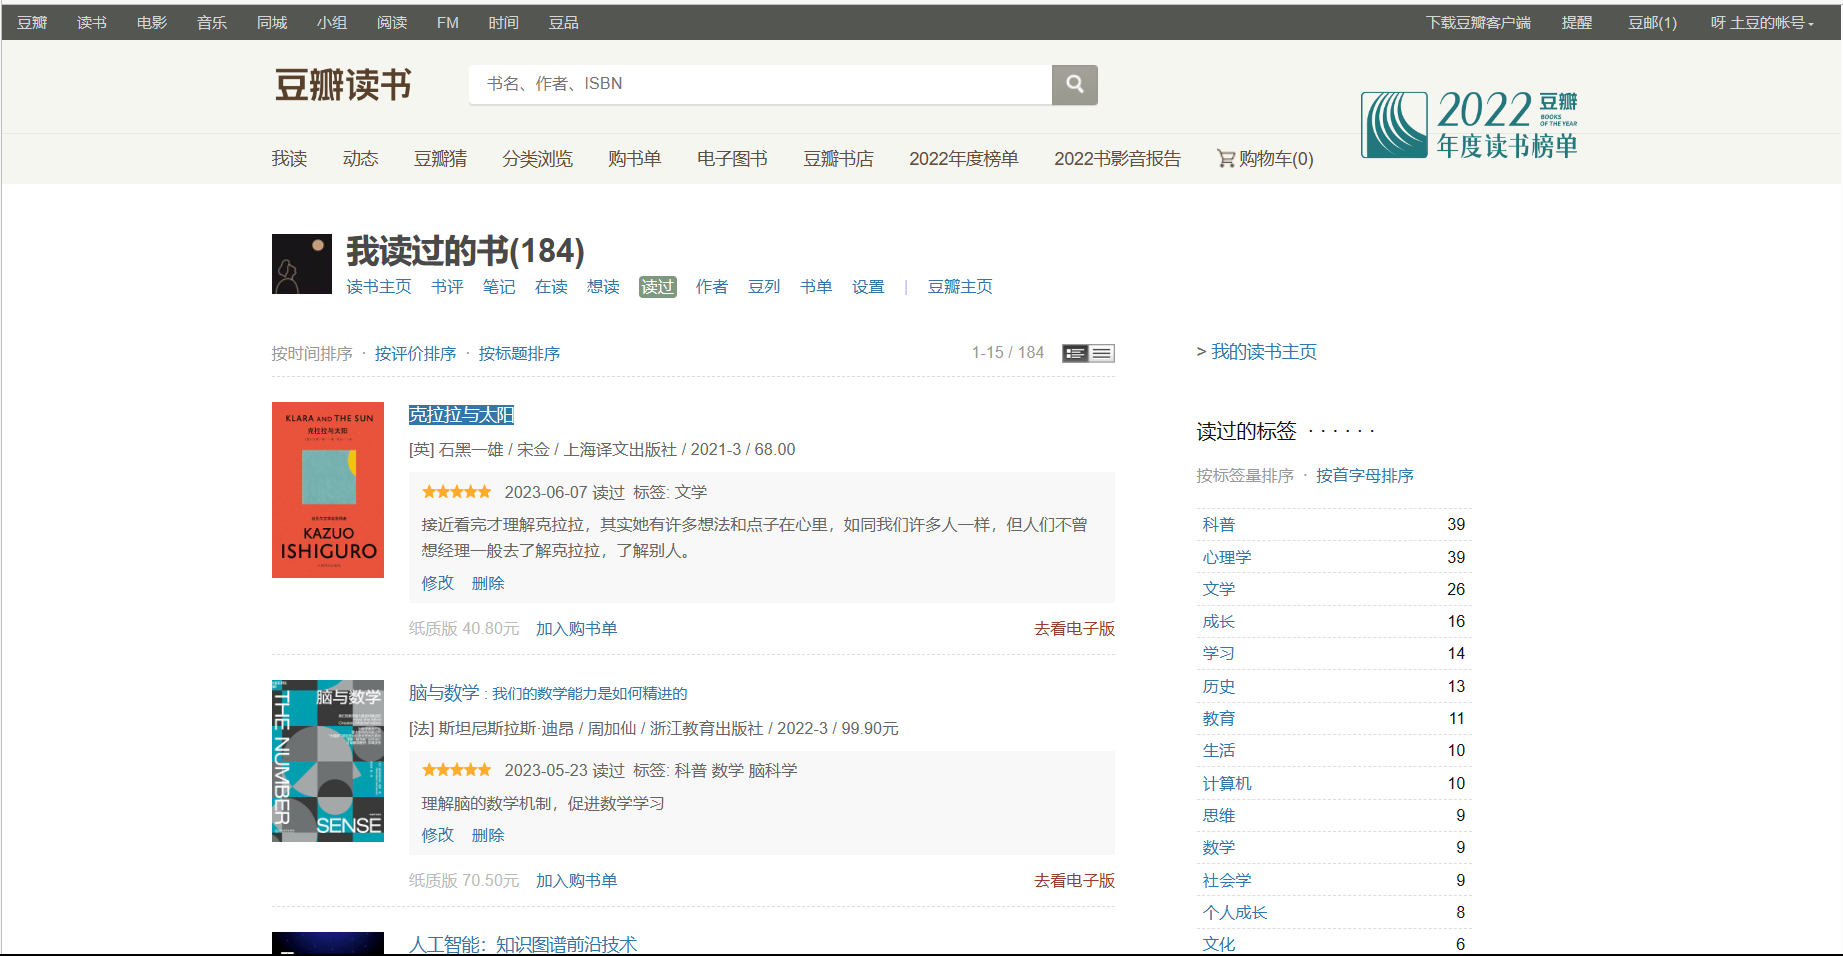 豆瓣 读书 电影 音乐 同城 小组 阅读 FM 时间 豆品 下载豆瓣客户端 提醒 豆邮(1) 呀 土豆的帐号
豆瓣读书
书名、作者、ISBN
2022 豆瓣
BOOKS
OF THE YEAR
年度读书榜单
我读 动态 豆瓣猜 分类浏览 购书单 电子图书 豆瓣书店 2022年度榜单 2022书影音报告 购物车(0)
我读过的书(184)
读书主页 书评 笔记 在读 想读 读过 作者 豆列 书单 设置 | 豆瓣主页
按时间排序 · 按评价排序 · 按标题排序 1-15 / 184
KLARA AND THE SUN
克拉拉与太阳
KAZUO
ISHIGURO
克拉拉与太阳
[英] 石黑一雄 / 宋佥 / 上海译文出版社 / 2021-3 / 68.00
2023-06-07 读过 标签: 文学
接近看完才理解克拉拉，其实她有许多想法和点子在心里，如同我们许多人一样，但人们不曾
想经理一般去了解克拉拉，了解别人。
修改 删除
纸质版 40.80元 加入购书单 去看电子版
脑与数学
THE NUMBER
SENSE
脑与数学 : 我们的数学能力是如何精进的
[法] 斯坦尼斯拉斯·迪昂 / 周加仙 / 浙江教育出版社 / 2022-3 / 99.90元
2023-05-23 读过 标签: 科普 数学 脑科学
理解脑的数学机制，促进数学学习
修改 删除
纸质版 70.50元 加入购书单 去看电子版
人工智能：知识图谱前沿技术
> 我的读书主页
读过的标签 · · · · · ·
按标签量排序 · 按首字母排序
科普 39
心理学 39
文学 26
成长 16
学习 14
历史 13
教育 11
生活 10
计算机 10
思维 9
数学 9
社会学 9
个人成长 8
文化 6